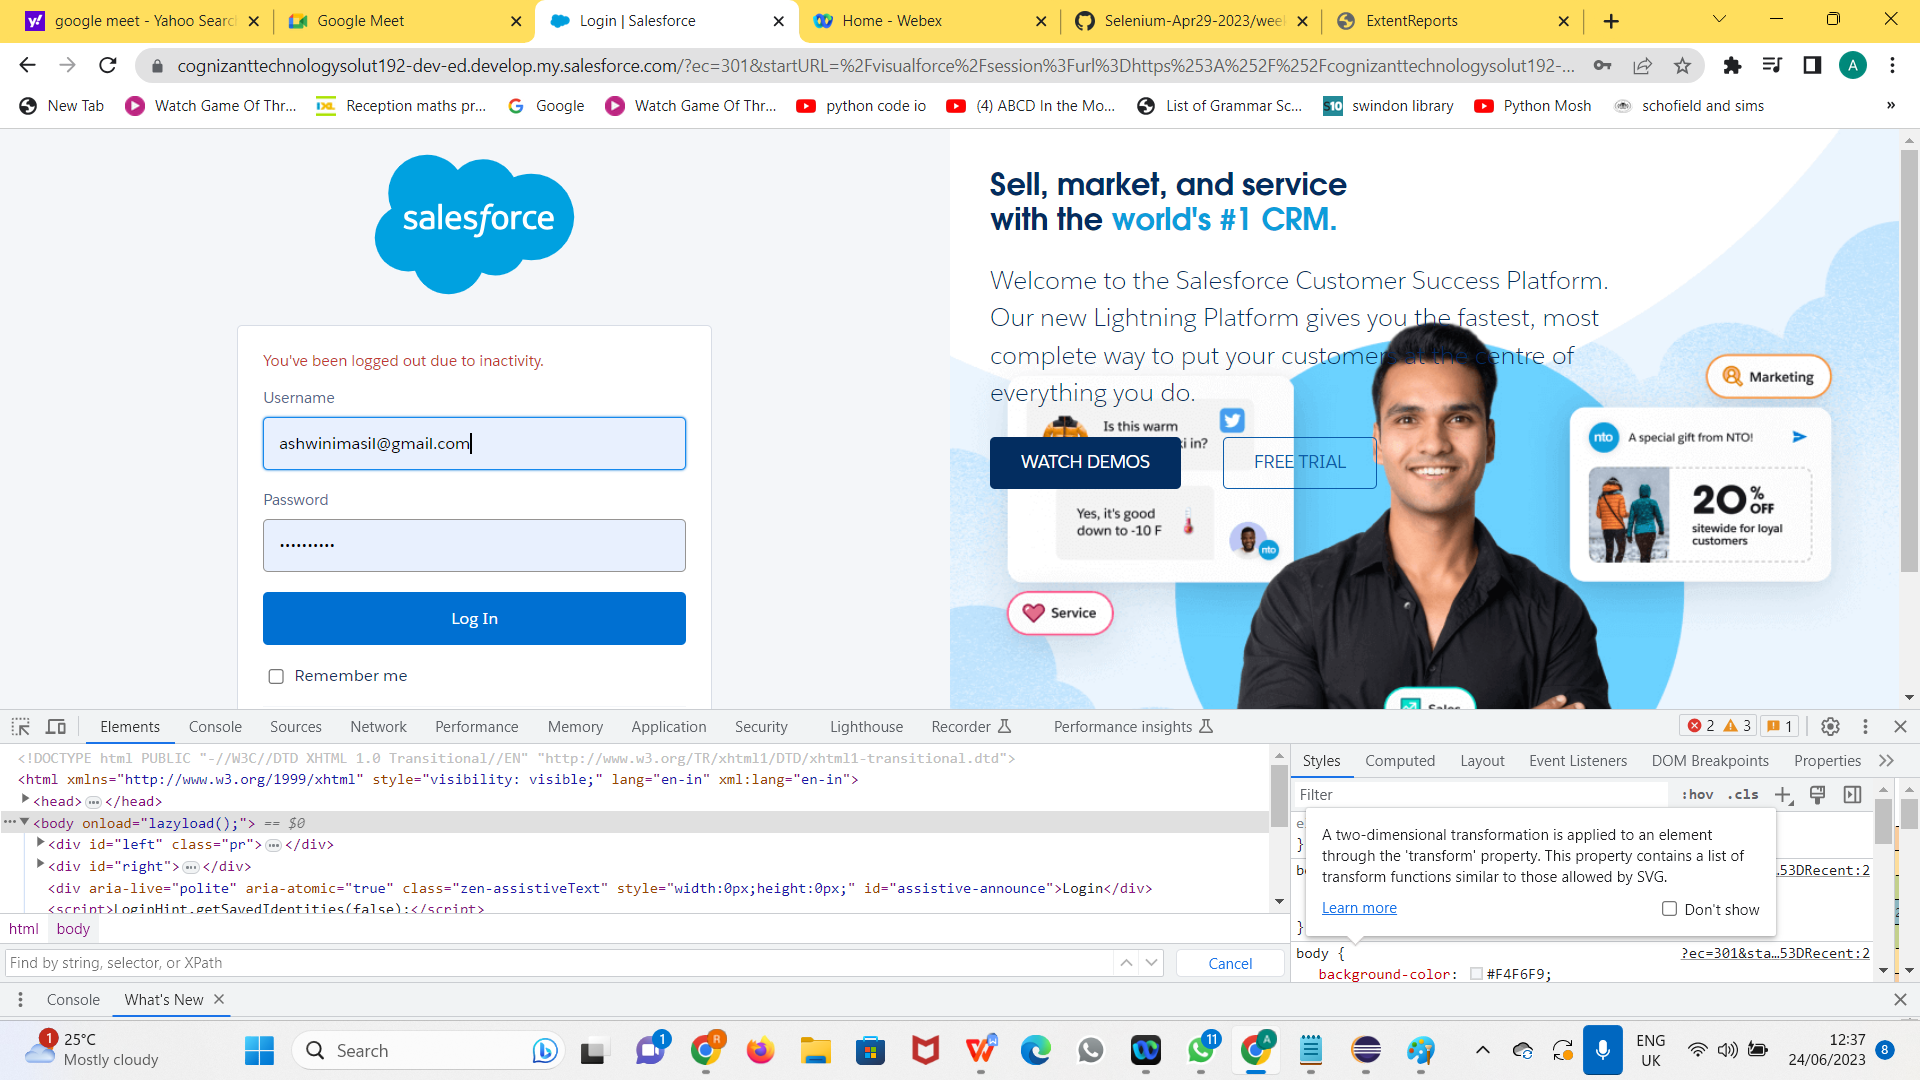 google meet - Yahoo Searc
Google Meet
Login | Salesforce
Home - Webex
Selenium-Apr29-2023/wee
ExtentReports
cognizanttechnologysolut192-dev-ed.develop.my.salesforce.com/?ec=301&startURL=%2Fvisualforce%2Fsession%3Furl%3Dhttps%253A%252F%252Fcognizanttechnologysolut192-...
A
New Tab
Watch Game Of Thr...
Reception maths pr...
Google
Watch Game Of Thr...
python code io
(4) ABCD In the Mo...
List of Grammar Sc...
swindon library
Python Mosh
schofield and sims
»
salesforce
You've been logged out due to inactivity.
Username
ashwinimasil@gmail.com
Password
••••••••••
Log In
Remember me
Sell, market, and service
with the world's #1 CRM.
Welcome to the Salesforce Customer Success Platform.
Our new Lightning Platform gives you the fastest, most
complete way to put your customers at the centre of
everything you do.
WATCH DEMOS
FREE TRIAL
Is this warm
ki in?
Yes, it's good
down to -10 F
nto
Service
Marketing
nto
A special gift from NTO!
20% OFF
sitewide for loyal
customers
Sales
Elements
Console
Sources
Network
Performance
Memory
Application
Security
Lighthouse
Recorder
Performance insights
2
3
1
<!DOCTYPE html PUBLIC "-//W3C//DTD XHTML 1.0 Transitional//EN" "http://www.w3.org/TR/xhtml1/DTD/xhtml1-transitional.dtd">
<html xmlns="http://www.w3.org/1999/xhtml" style="visibility: visible;" lang="en-in" xml:lang="en-in">
<head>…</head>
<body onload="lazyload();"> == $0
<div id="left" class="pr">…</div>
<div id="right">…</div>
<div aria-live="polite" aria-atomic="true" class="zen-assistiveText" style="width:0px;height:0px;" id="assistive-announce">Login</div>
<script>LoginHint.getSavedIdentities(false);</script>
html
body
Find by string, selector, or XPath
Cancel
Styles
Computed
Layout
Event Listeners
DOM Breakpoints
Properties
Filter
:hov
.cls
e
}
A two-dimensional transformation is applied to an element
through the 'transform' property. This property contains a list of
transform functions similar to those allowed by SVG.
…53DRecent:2
Learn more
Don't show
}
body {
?ec=301&sta…53DRecent:2
background-color: #F4F6F9;
Console
What's New
1
25°C
Mostly cloudy
Search
1
R
11
A
ENG
UK
12:37
24/06/2023
8